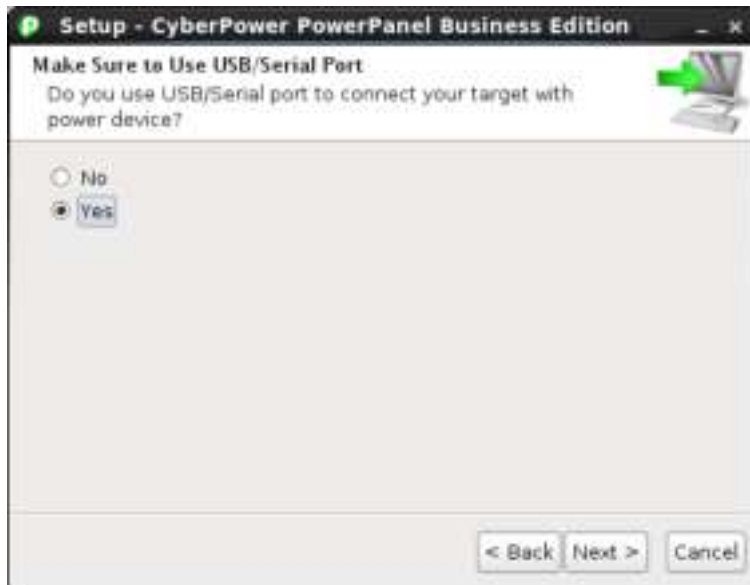 Setup - CyberPower PowerPanel Business Edition
Make Sure to Use USB/Serial Port
Do you use USB/Serial port to connect your target with
power device?
No
Yes
< Back Next > Cancel